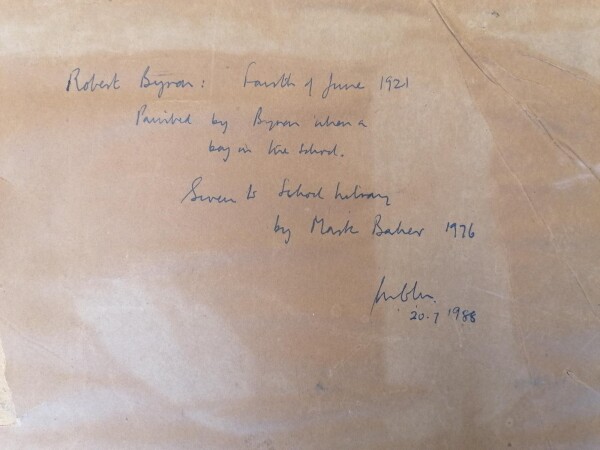 Robert Byron: Fourth of June 1921
Painted by Byron when a
boy in the School.
Given to School Library
by Mark Baker 1976
20.7 1988